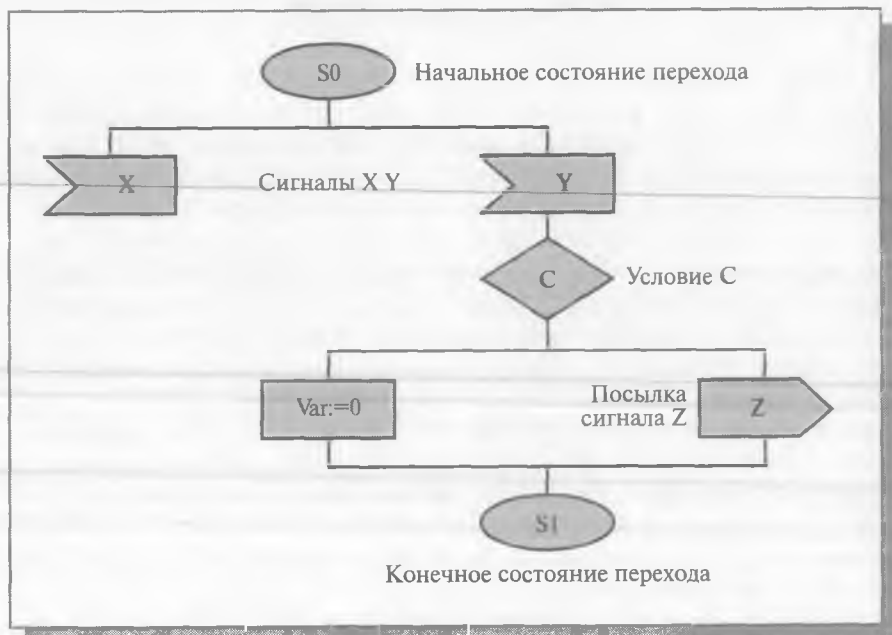 S0
Начальное состояние перехода
X
Сигналы X Y
Y
C
Условие C
Var:=0
Посылка
сигнала Z
Z
S1
Конечное состояние перехода